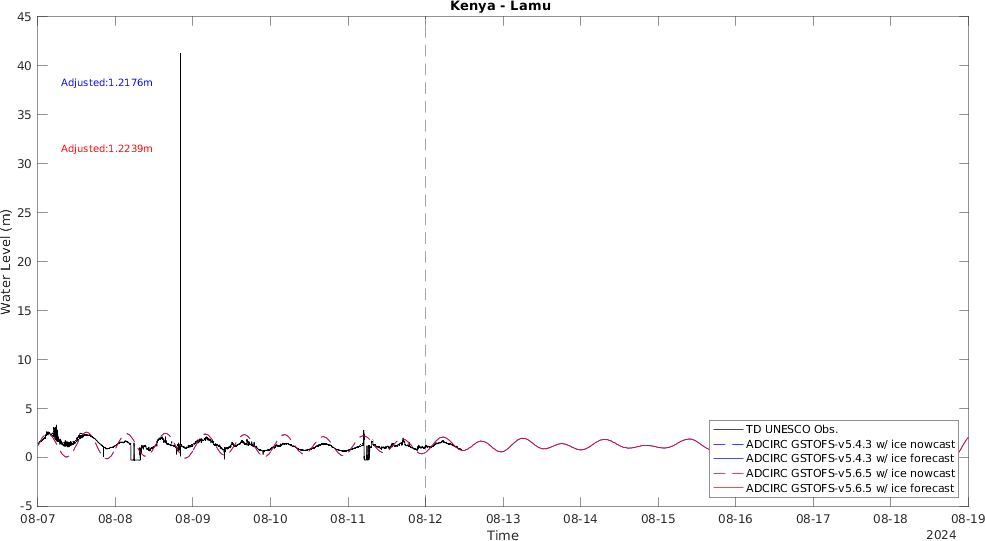 Kenya - Lamu
45
40
35
30
25
20
15
10
5
0
-5
Water Level (m)
Adjusted:1.2176m
Adjusted:1.2239m
TD UNESCO Obs.
ADCIRC GSTOFS-v5.4.3 w/ ice nowcast
ADCIRC GSTOFS-v5.4.3 w/ ice forecast
ADCIRC GSTOFS-v5.6.5 w/ ice nowcast
ADCIRC GSTOFS-v5.6.5 w/ ice forecast
08-07 08-08 08-09 08-10 08-11 08-12 08-13 08-14 08-15 08-16 08-17 08-18 08-19
Time
2024